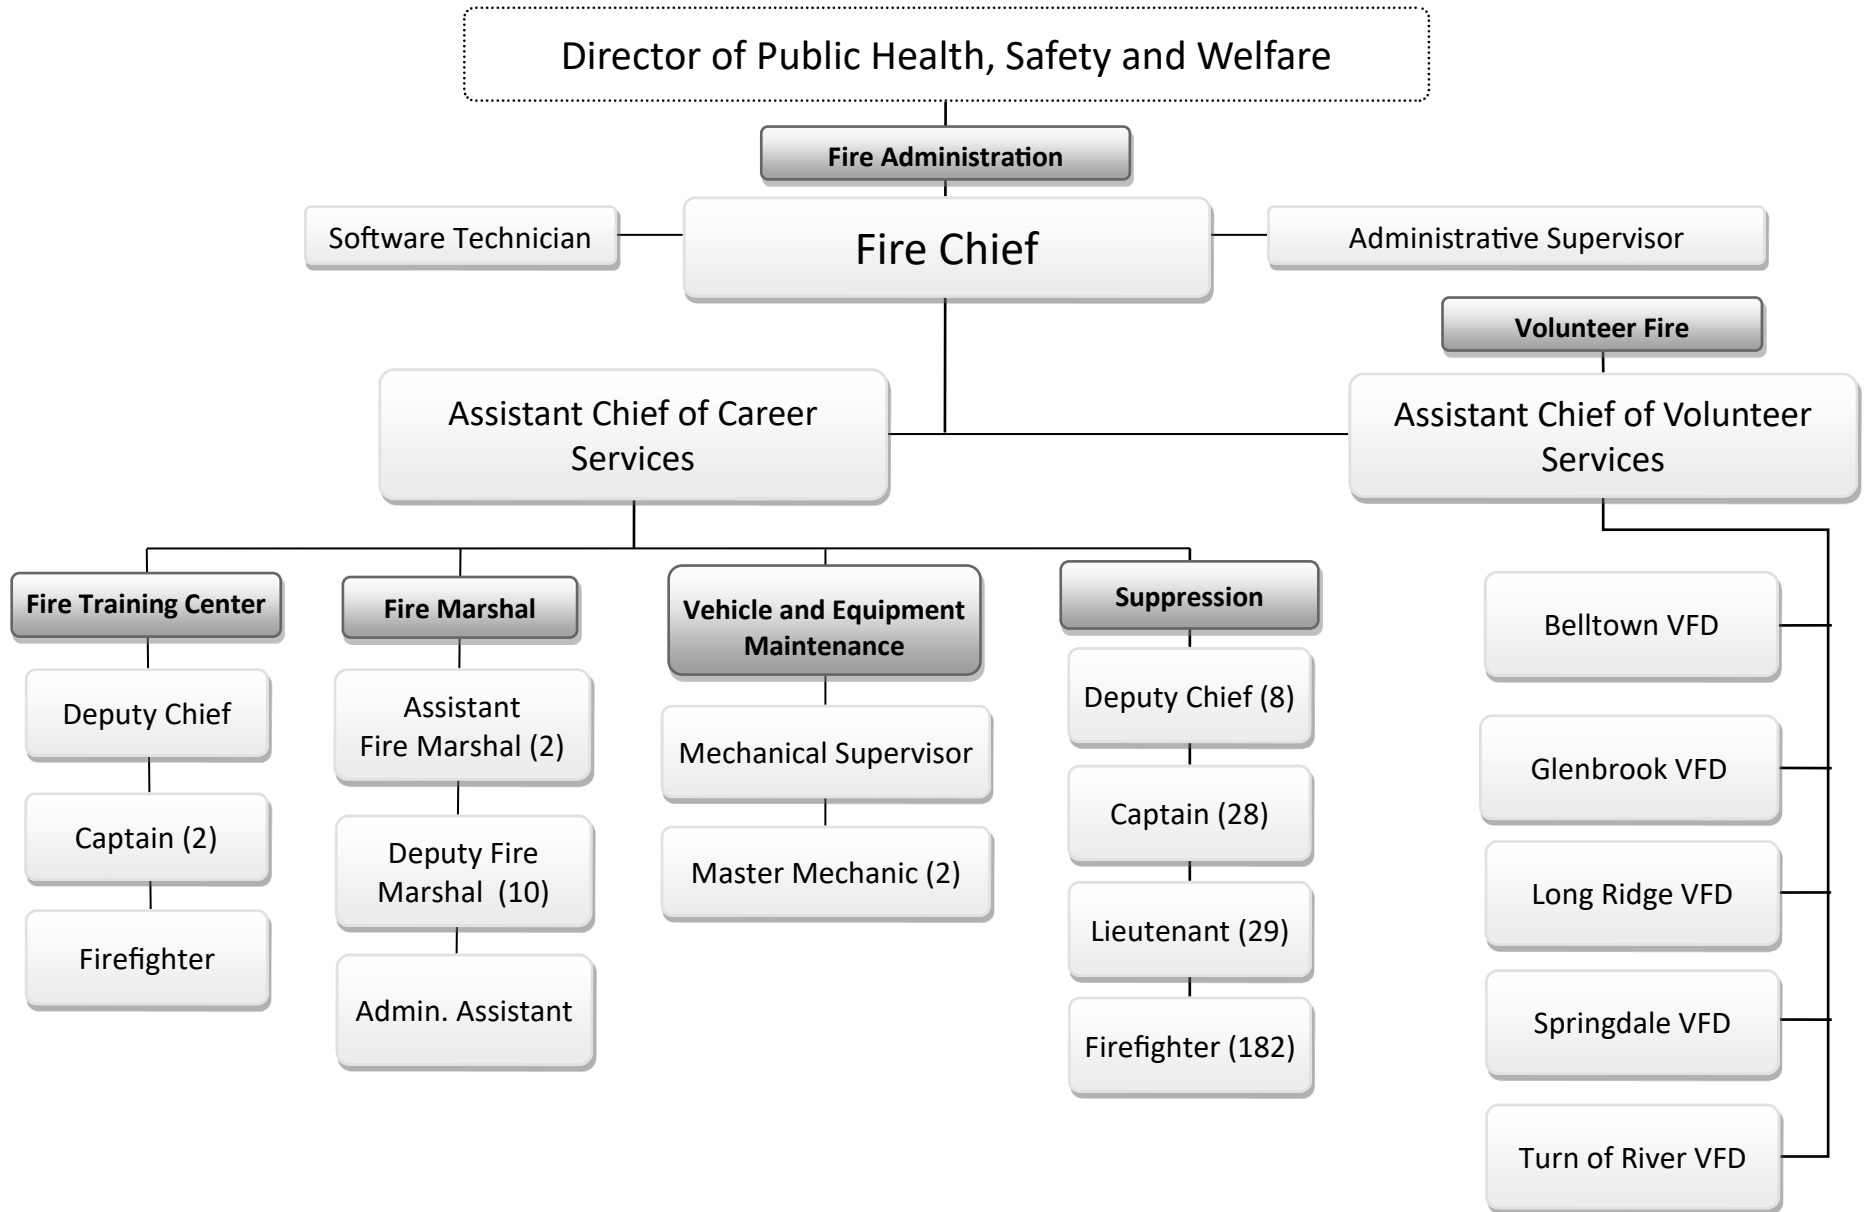 Director of Public Health, Safety and Welfare
Fire Administration
Software Technician
Fire Chief
Administrative Supervisor
Volunteer Fire
Assistant Chief of Career
Services
Assistant Chief of Volunteer
Services
Fire Training Center
Deputy Chief
Captain (2)
Firefighter
Fire Marshal
Assistant
Fire Marshal (2)
Deputy Fire
Marshal  (10)
Admin. Assistant
Vehicle and Equipment
Maintenance
Mechanical Supervisor
Master Mechanic (2)
Suppression
Deputy Chief (8)
Captain (28)
Lieutenant (29)
Firefighter (182)
Belltown VFD
Glenbrook VFD
Long Ridge VFD
Springdale VFD
Turn of River VFD